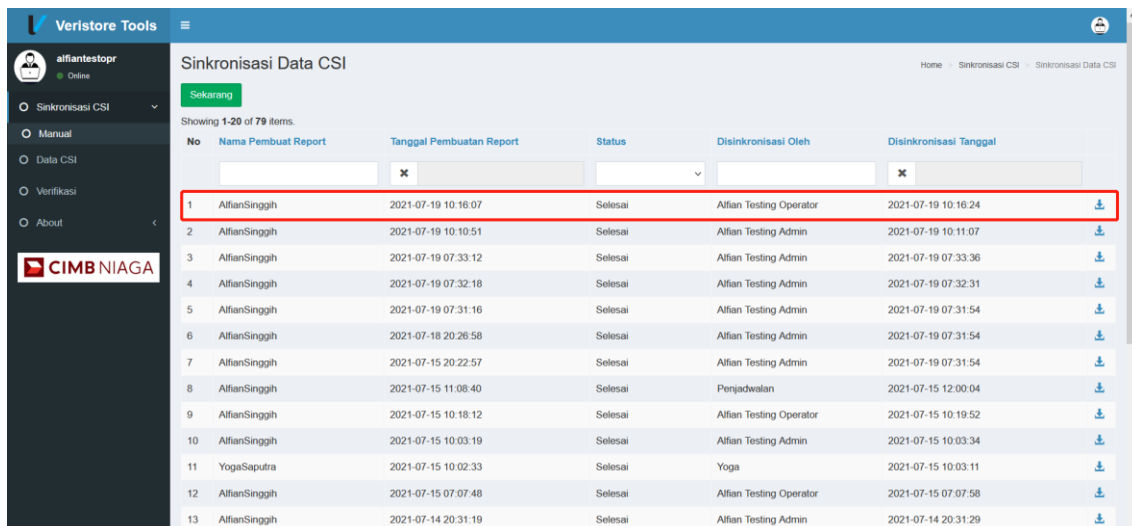 Veristore Tools
alfiantestopr
Online
Sinkronisasi CSI
Manual
Data CSI
Verifikasi
About
CIMB NIAGA
Sinkronisasi Data CSI
Home > Sinkronisasi CSI > Sinkronisasi Data CSI
Sekarang
Showing 1-20 of 79 items.
No Nama Pembuat Report Tanggal Pembuatan Report Status Disinkronisasi Oleh Disinkronisasi Tanggal
1 AlfianSinggih 2021-07-19 10:16:07 Selesai Alfian Testing Operator 2021-07-19 10:16:24
2 AlfianSinggih 2021-07-19 10:10:51 Selesai Alfian Testing Admin 2021-07-19 10:11:07
3 AlfianSinggih 2021-07-19 07:33:12 Selesai Alfian Testing Admin 2021-07-19 07:33:36
4 AlfianSinggih 2021-07-19 07:32:18 Selesai Alfian Testing Admin 2021-07-19 07:32:31
5 AlfianSinggih 2021-07-19 07:31:16 Selesai Alfian Testing Admin 2021-07-19 07:31:54
6 AlfianSinggih 2021-07-18 20:26:58 Selesai Alfian Testing Admin 2021-07-19 07:31:54
7 AlfianSinggih 2021-07-15 20:22:57 Selesai Alfian Testing Admin 2021-07-19 07:31:54
8 AlfianSinggih 2021-07-15 11:08:40 Selesai Penjadwalan 2021-07-15 12:00:04
9 AlfianSinggih 2021-07-15 10:18:12 Selesai Alfian Testing Operator 2021-07-15 10:19:52
10 AlfianSinggih 2021-07-15 10:03:19 Selesai Alfian Testing Admin 2021-07-15 10:03:34
11 YogaSaputra 2021-07-15 10:02:33 Selesai Yoga 2021-07-15 10:03:11
12 AlfianSinggih 2021-07-15 07:07:48 Selesai Alfian Testing Operator 2021-07-15 07:07:58
13 AlfianSinggih 2021-07-14 20:31:19 Selesai Alfian Testing Admin 2021-07-14 20:31:29